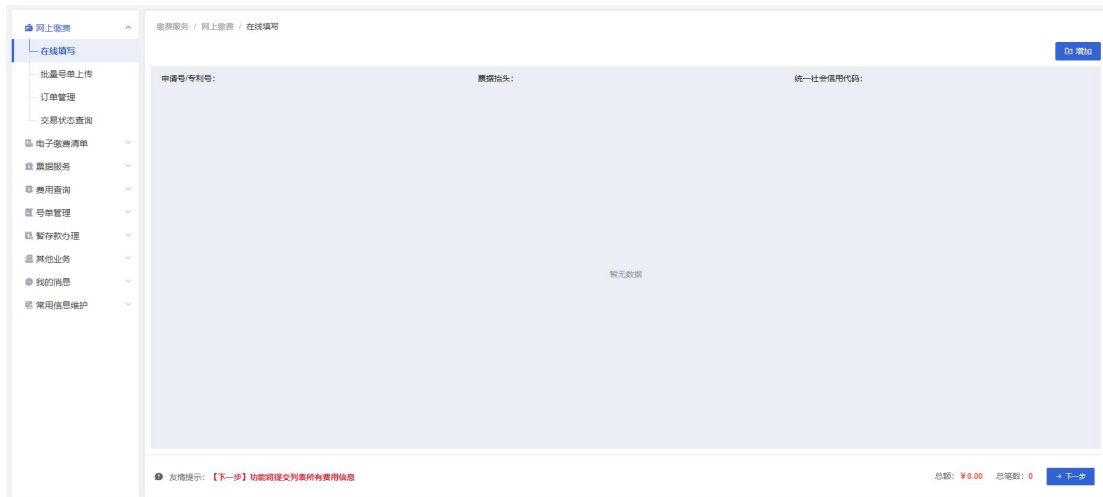 网上缴费
在线填写
批量号单上传
订单管理
交易状态查询
电子缴费清单
票据服务
费用查询
号单管理
暂存款办理
其他业务
我的消息
常用信息维护
缴费服务 / 网上缴费 / 在线填写
增加
申请号/专利号： 票据抬头： 统一社会信用代码：
暂无数据
友情提示：【下一步】功能将提交列表所有费用信息
总额：￥0.00 总笔数：0 → 下一步